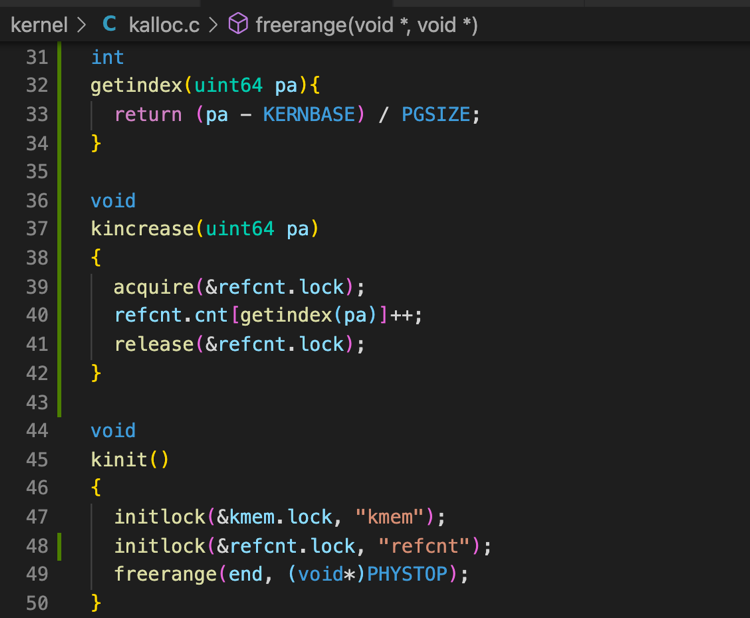 kernel > C kalloc.c > freerange(void *, void *)
31 int
32 getindex(uint64 pa){
33 return (pa - KERNBASE) / PGSIZE;
34 }
35
36 void
37 kincrease(uint64 pa)
38 {
39 acquire(&refcnt.lock);
40 refcnt.cnt[getindex(pa)]++;
41 release(&refcnt.lock);
42 }
43
44 void
45 kinit()
46 {
47 initlock(&kmem.lock, "kmem");
48 initlock(&refcnt.lock, "refcnt");
49 freerange(end, (void*)PHYSTOP);
50 }